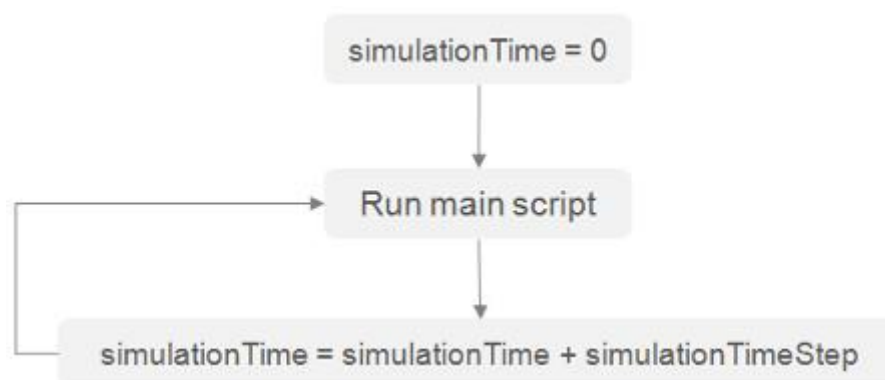 simulationTime = 0
Run main script
simulationTime = simulationTime + simulationTimeStep